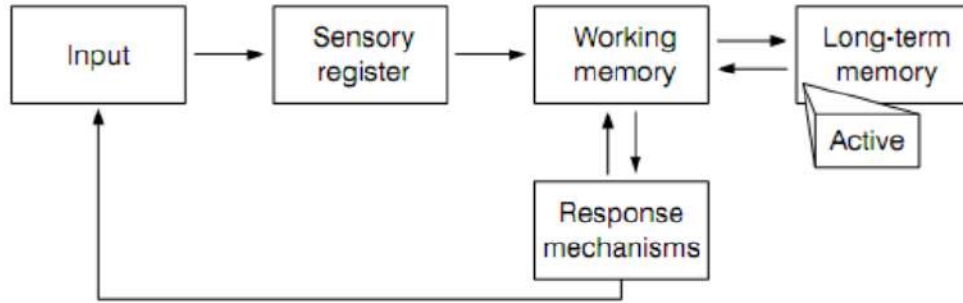 Input
Sensory
register
Working
memory
Long-term
memory
Active
Response
mechanisms